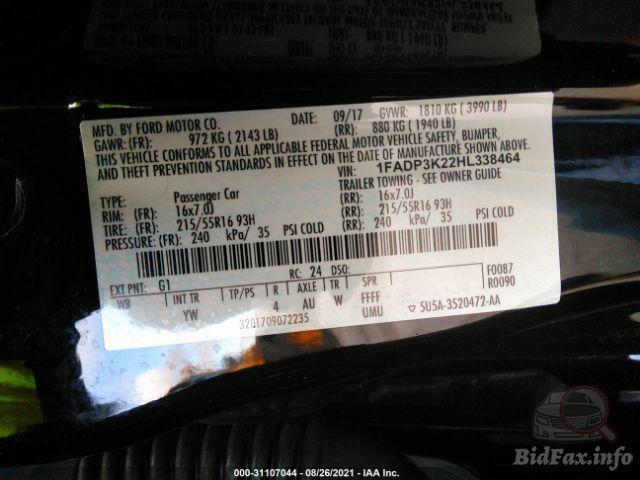 MFD. BY FORD MOTOR CO.
DATE: 09/17 GVWR: 1810 KG ( 3990 LB)
GAWR: (FR): 972 KG ( 2143 LB) (RR): 880 KG ( 1940 LB)
THIS VEHICLE CONFORMS TO ALL APPLICABLE FEDERAL MOTOR VEHICLE SAFETY, BUMPER,
AND THEFT PREVENTION STANDARDS IN EFFECT ON THE DATE OF MANUFACTURE SHOWN ABOVE.
VIN: 1FADP3K22HL338464
TYPE: Passenger Car TRAILER TOWING - SEE OWNER GUIDE
RIM: (FR): 16x7.0J (RR): 16x7.0J
TIRE: (FR): 215/55R16 93H (RR): 215/55R16 93H
PRESSURE: (FR): 240 kPa/ 35 PSI COLD (RR): 240 kPa/ 35 PSI COLD
EXT PNT: G1 RC: 24 DSO: F0087
WB INT TR TP/PS R AXLE TR SPR R0090
YW 4 AU W FFFF
3201709072235 UMU ▽ 5U5A-3520472-AA
BidFax.info
000-31107044 - 08/26/2021 - IAA Inc.